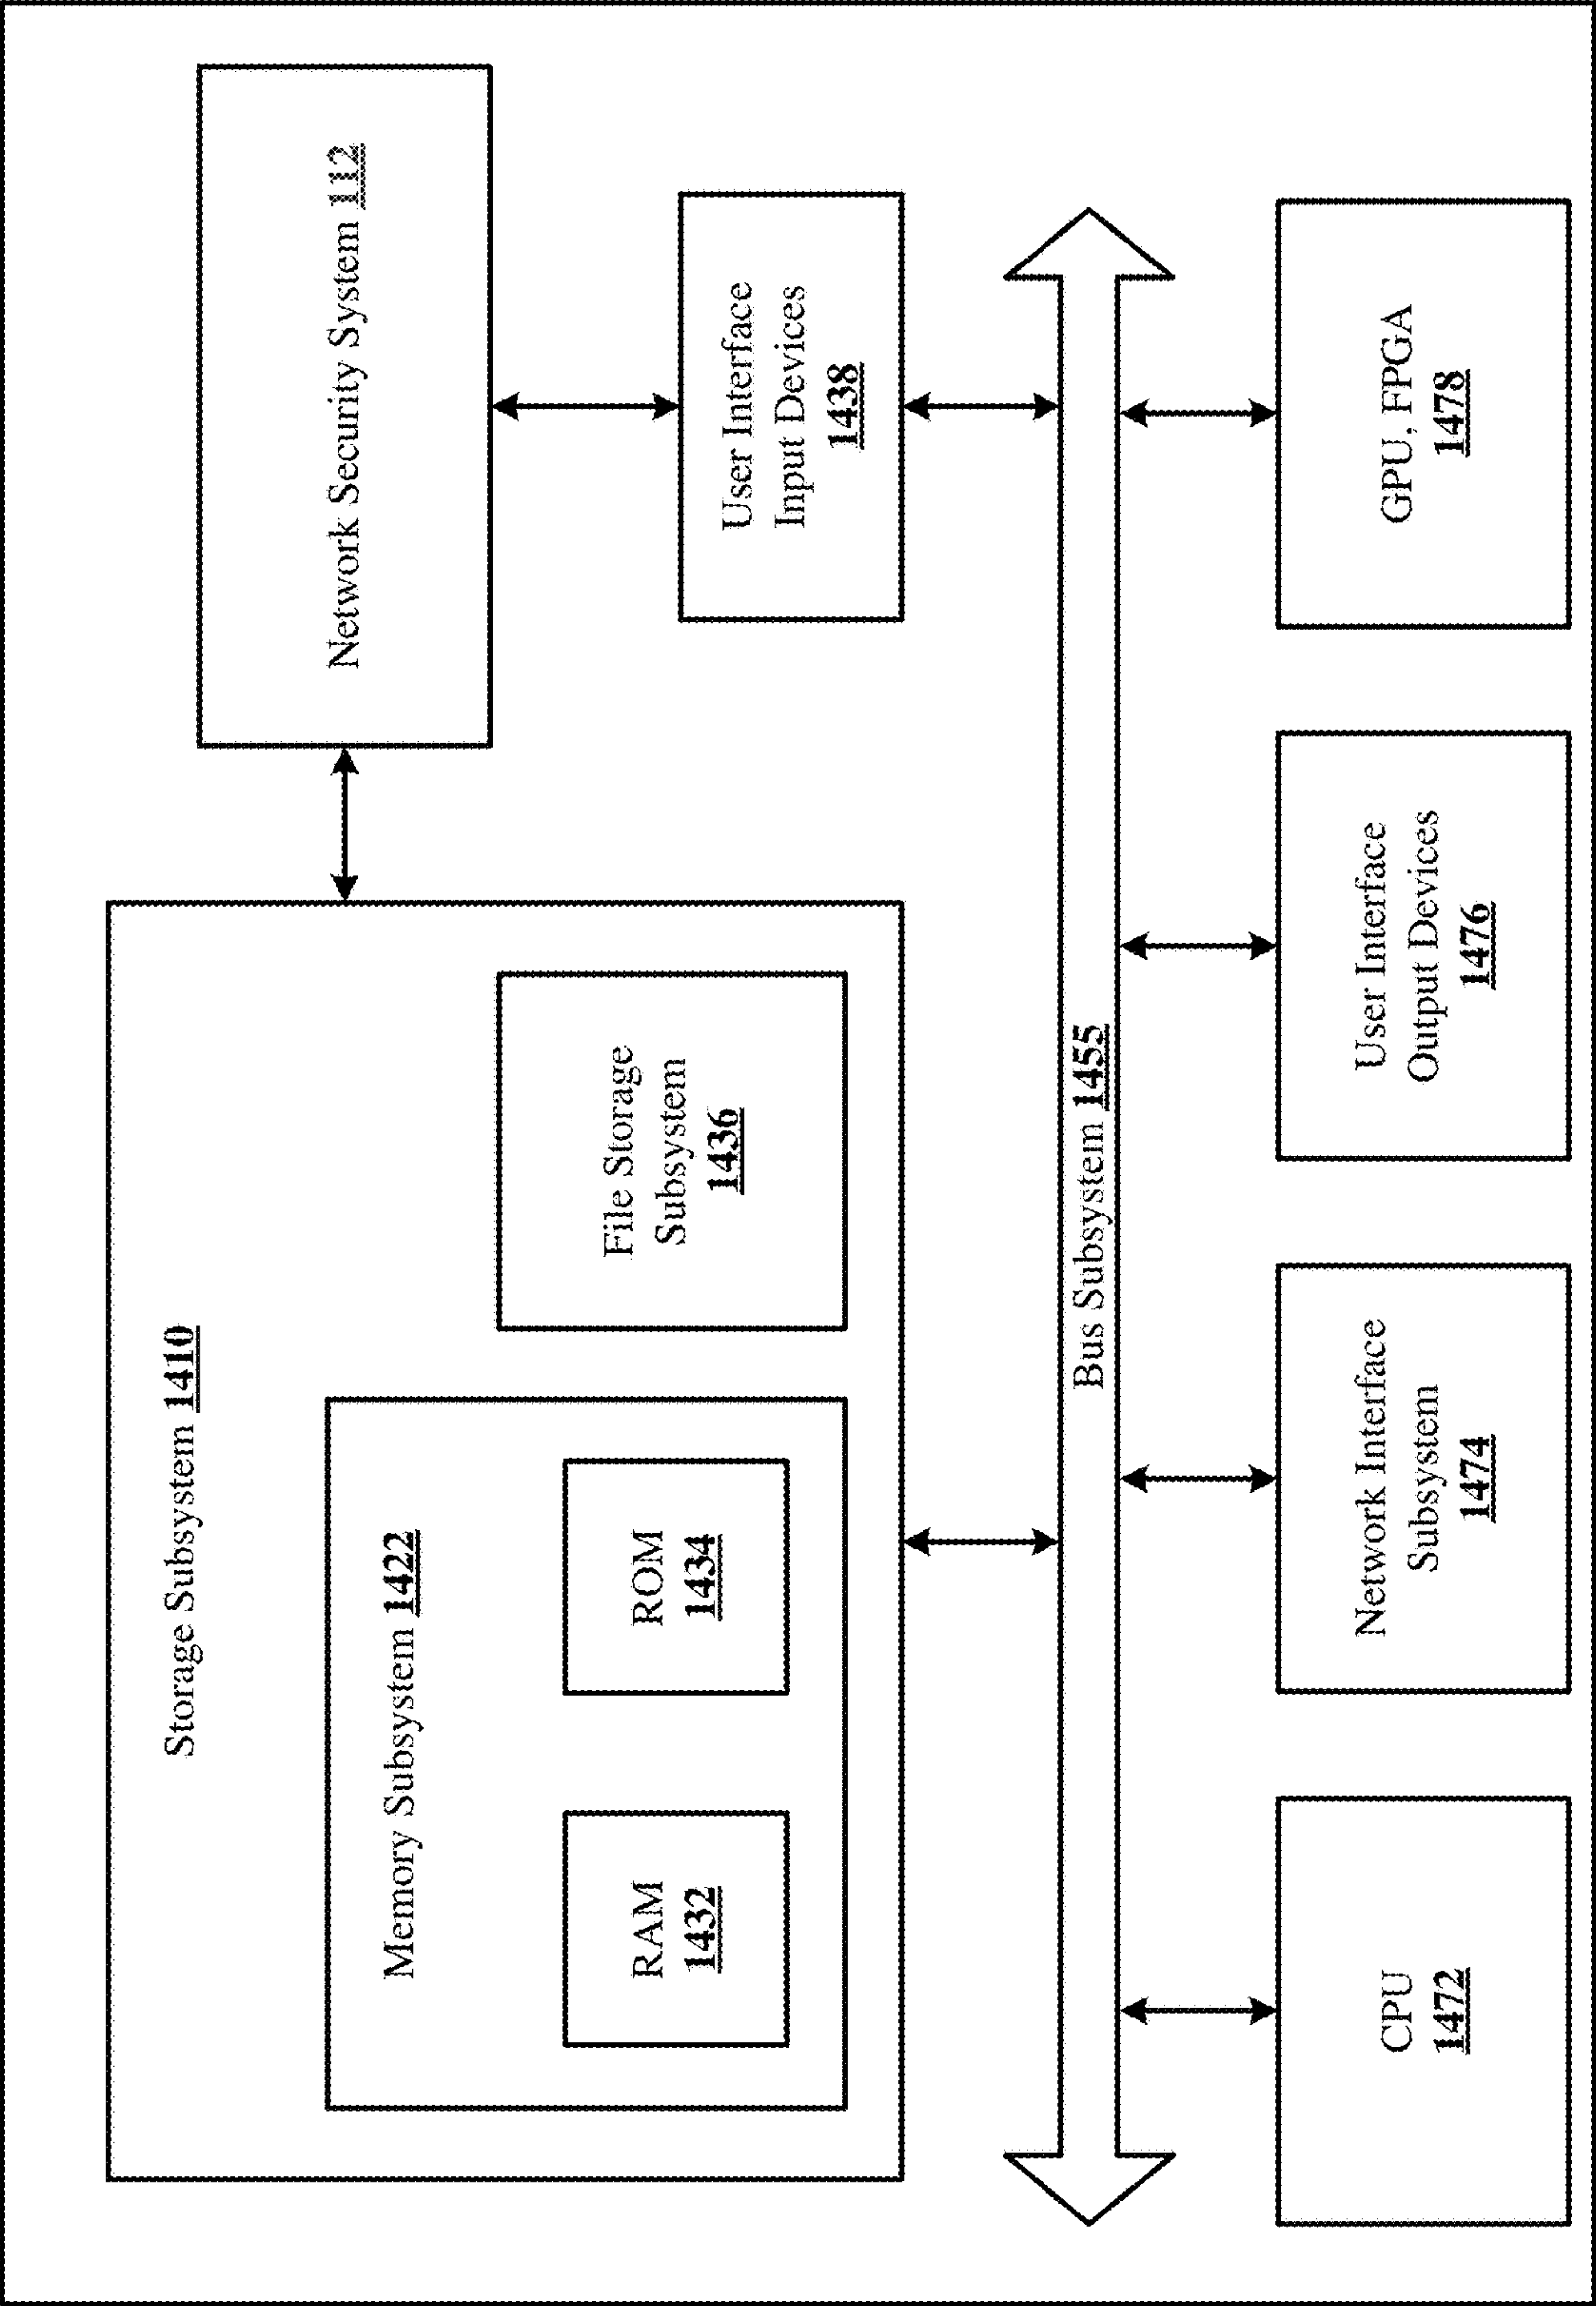 Storage Subsystem 1410
Memory Subsystem 1422
RAM
1432
ROM
1434
File Storage
Subsystem
1436
Network Security System 112
User Interface
Input Devices
1438
Bus Subsystem 1455
CPU
1472
Network Interface
Subsystem
1474
User Interface
Output Devices
1476
GPU, FPGA
1478